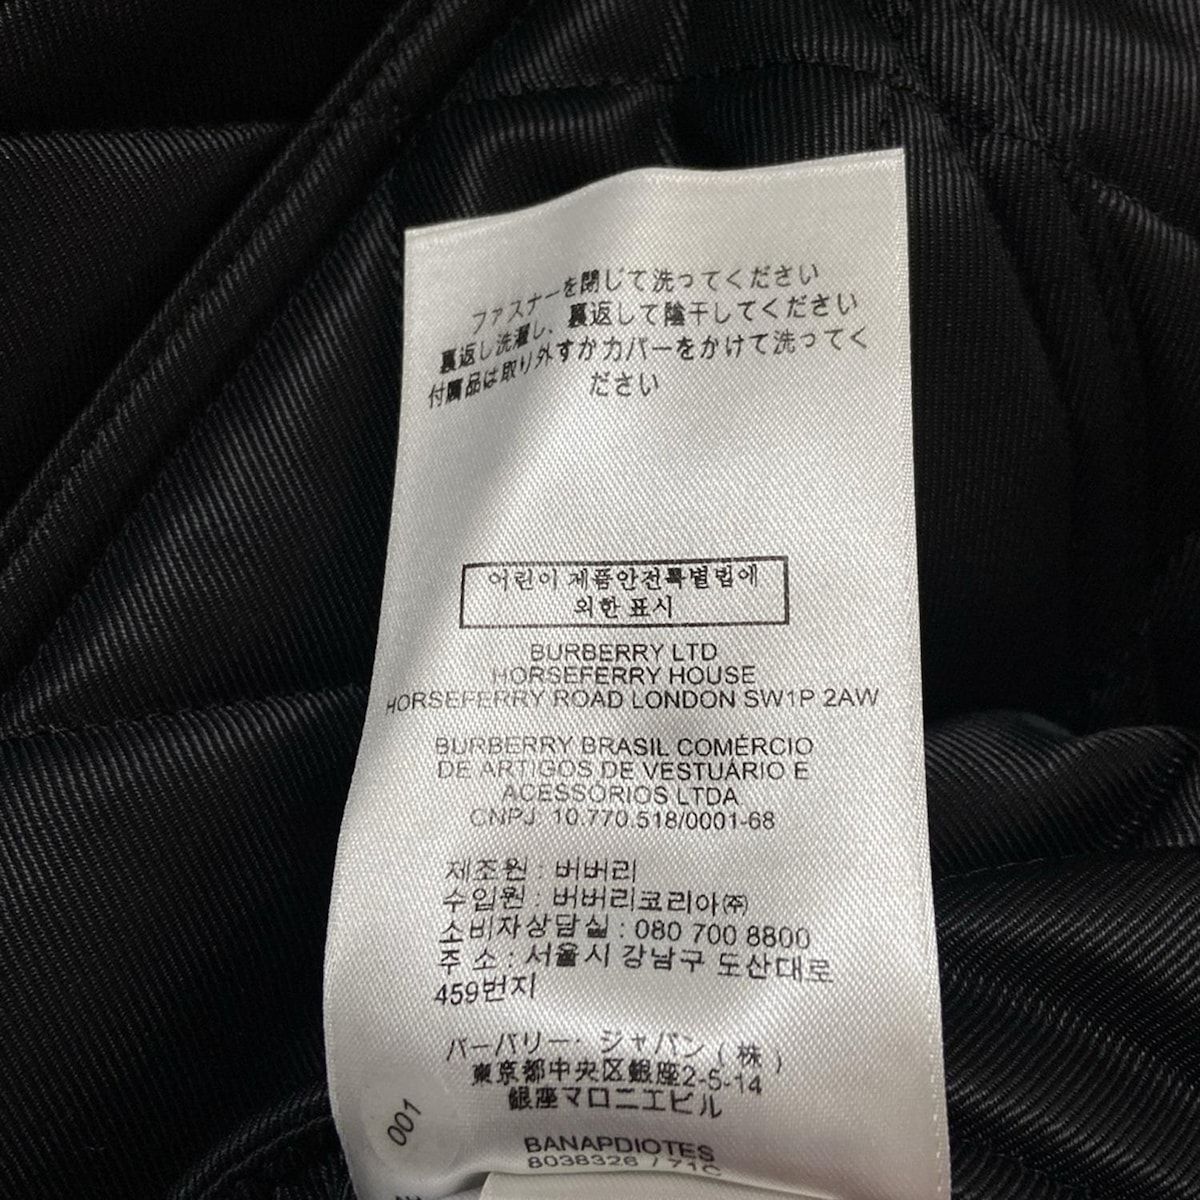 ファスナーを閉じて洗ってください
裏返し洗濯し、裏返して陰干してください
付属品は取り外すかカバーをかけて洗ってく
ださい
어린이 제품안전특별법에
의한 표시
BURBERRY LTD
HORSEFERRY HOUSE
HORSEFERRY ROAD LONDON SW1P 2AW
BURBERRY BRASIL COMÉRCIO
DE ARTIGOS DE VESTUÁRIO E
ACESSÓRIOS LTDA
CNPJ 10.770.518/0001-68
제조원 : 버버리
수입원 : 버버리코리아㈜
소비자상담실 : 080 700 8800
주 소 : 서울시 강남구 도산대로
459번지
バーバリー・ジャパン(株)
東京都中央区銀座2-5-14
銀座マロニエビル
001
BANAPDIOTES
8038326 / 71C